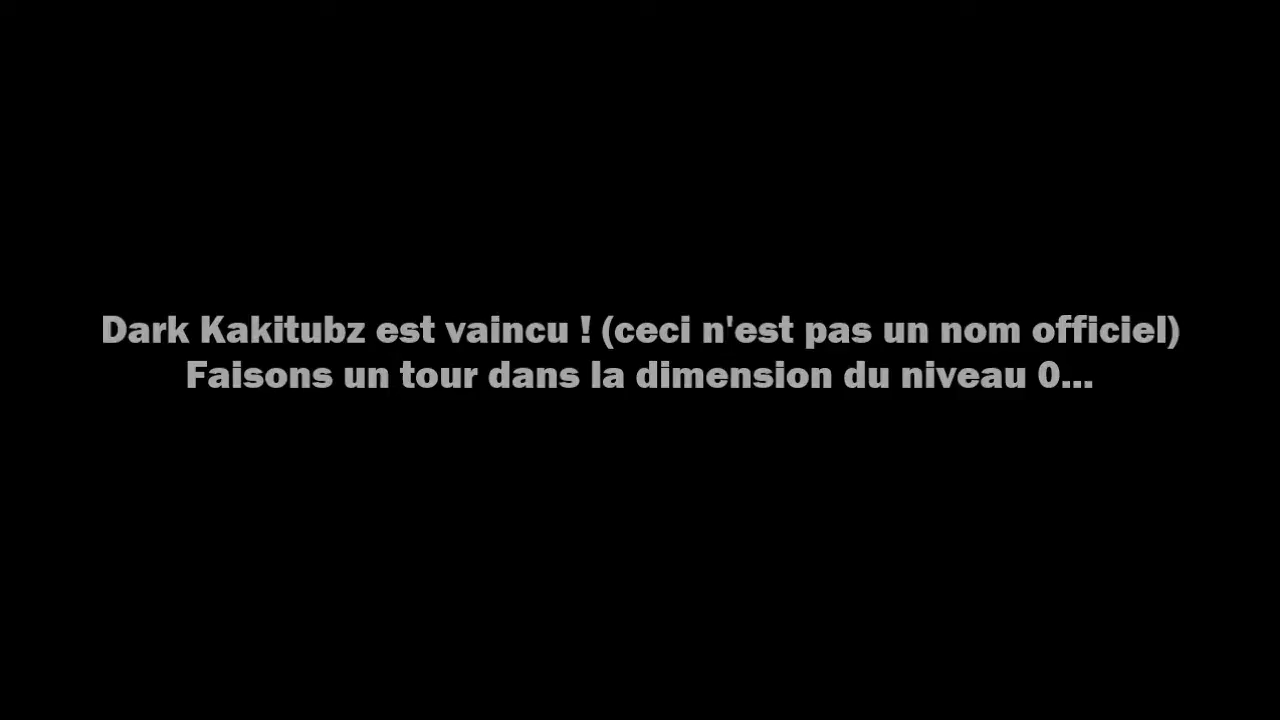 Dark Kakitubz est vaincu ! (ceci n'est pas un nom officiel)
Faisons un tour dans la dimension du niveau 0...